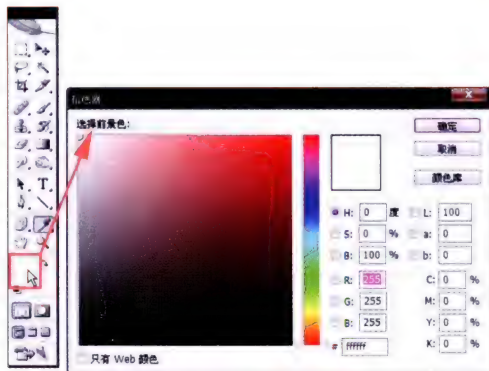 拾色器
选择前景色:
确定
取消
颜色库
H: 0 度 L: 100
S: 0 % a: 0
B: 100 % b: 0
R: 255 C: 0 %
G: 255 M: 0 %
B: 255 Y: 0 %
# ffffff K: 0 %
只有 Web 颜色